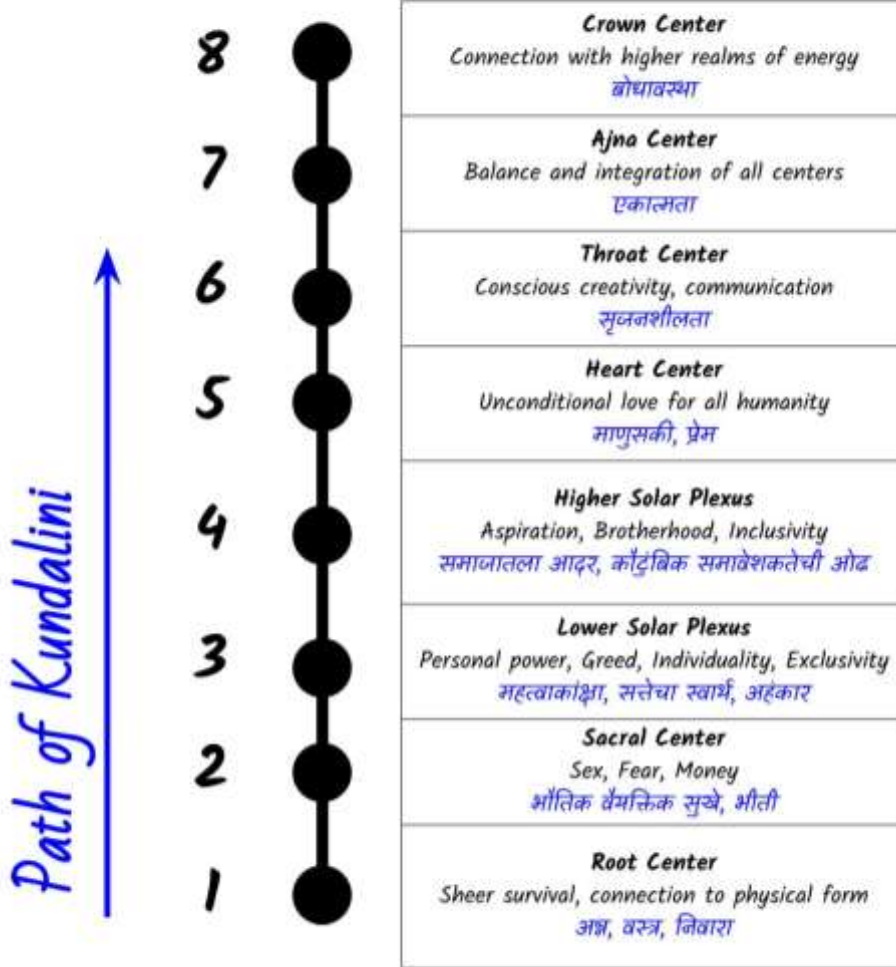 8
Crown Center
Connection with higher realms of energy
बोधावस्था
7
Ajna Center
Balance and integration of all centers
एकात्मता
6
Throat Center
Conscious creativity, communication
सृजनशीलता
5
Heart Center
Unconditional love for all humanity
माणुसकी, प्रेम
4
Higher Solar Plexus
Aspiration, Brotherhood, Inclusivity
समाजातला आदर, कौटुंबिक समावेशकतेची ओढ
3
Lower Solar Plexus
Personal power, Greed, Individuality, Exclusivity
महत्वाकांक्षा, सत्तेचा स्वार्थ, अहंकार
2
Sacral Center
Sex, Fear, Money
भौतिक वैयक्तिक सुखे, भीती
1
Root Center
Sheer survival, connection to physical form
अन्न, वस्त्र, निवारा
Path of Kundalini